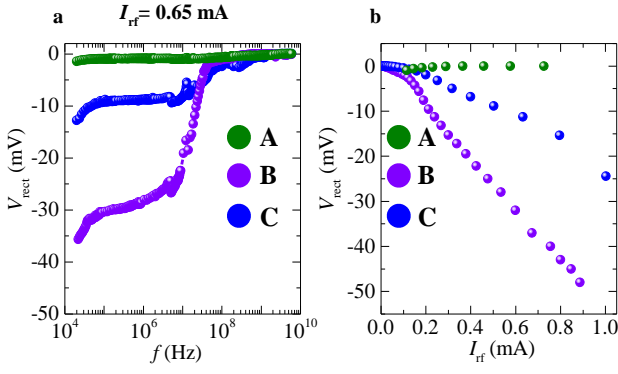 a
I_rf = 0.65 mA
b
0
-10
-20
-30
-40
-50
V_rect (mV)
A
B
C
10^4
10^6
10^8
10^10
f (Hz)
0
-10
-20
-30
-40
-50
V_rect (mV)
A
B
C
0.0
0.2
0.4
0.6
0.8
1.0
I_rf (mA)